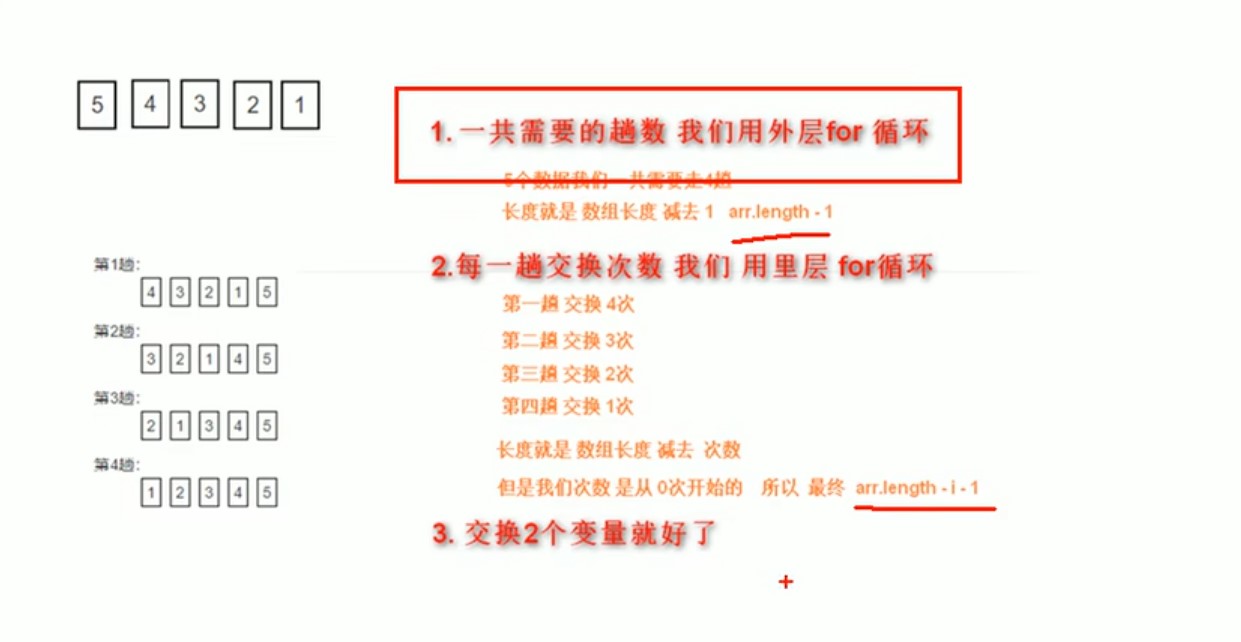 5 4 3 2 1
1. 一共需要的趟数 我们用外层for 循环
5个数据我们一共需要走4趟
长度就是 数组长度 减去 1 arr.length - 1
2.每一趟交换次数 我们 用里层 for循环
第一趟 交换 4次
第二趟 交换 3次
第三趟 交换 2次
第四趟 交换 1次
长度就是 数组长度 减去 次数
但是我们次数 是从 0次开始的 所以 最终 arr.length - i - 1
3. 交换2个变量就好了
第1趟:
4 3 2 1 5
第2趟:
3 2 1 4 5
第3趟:
2 1 3 4 5
第4趟:
1 2 3 4 5